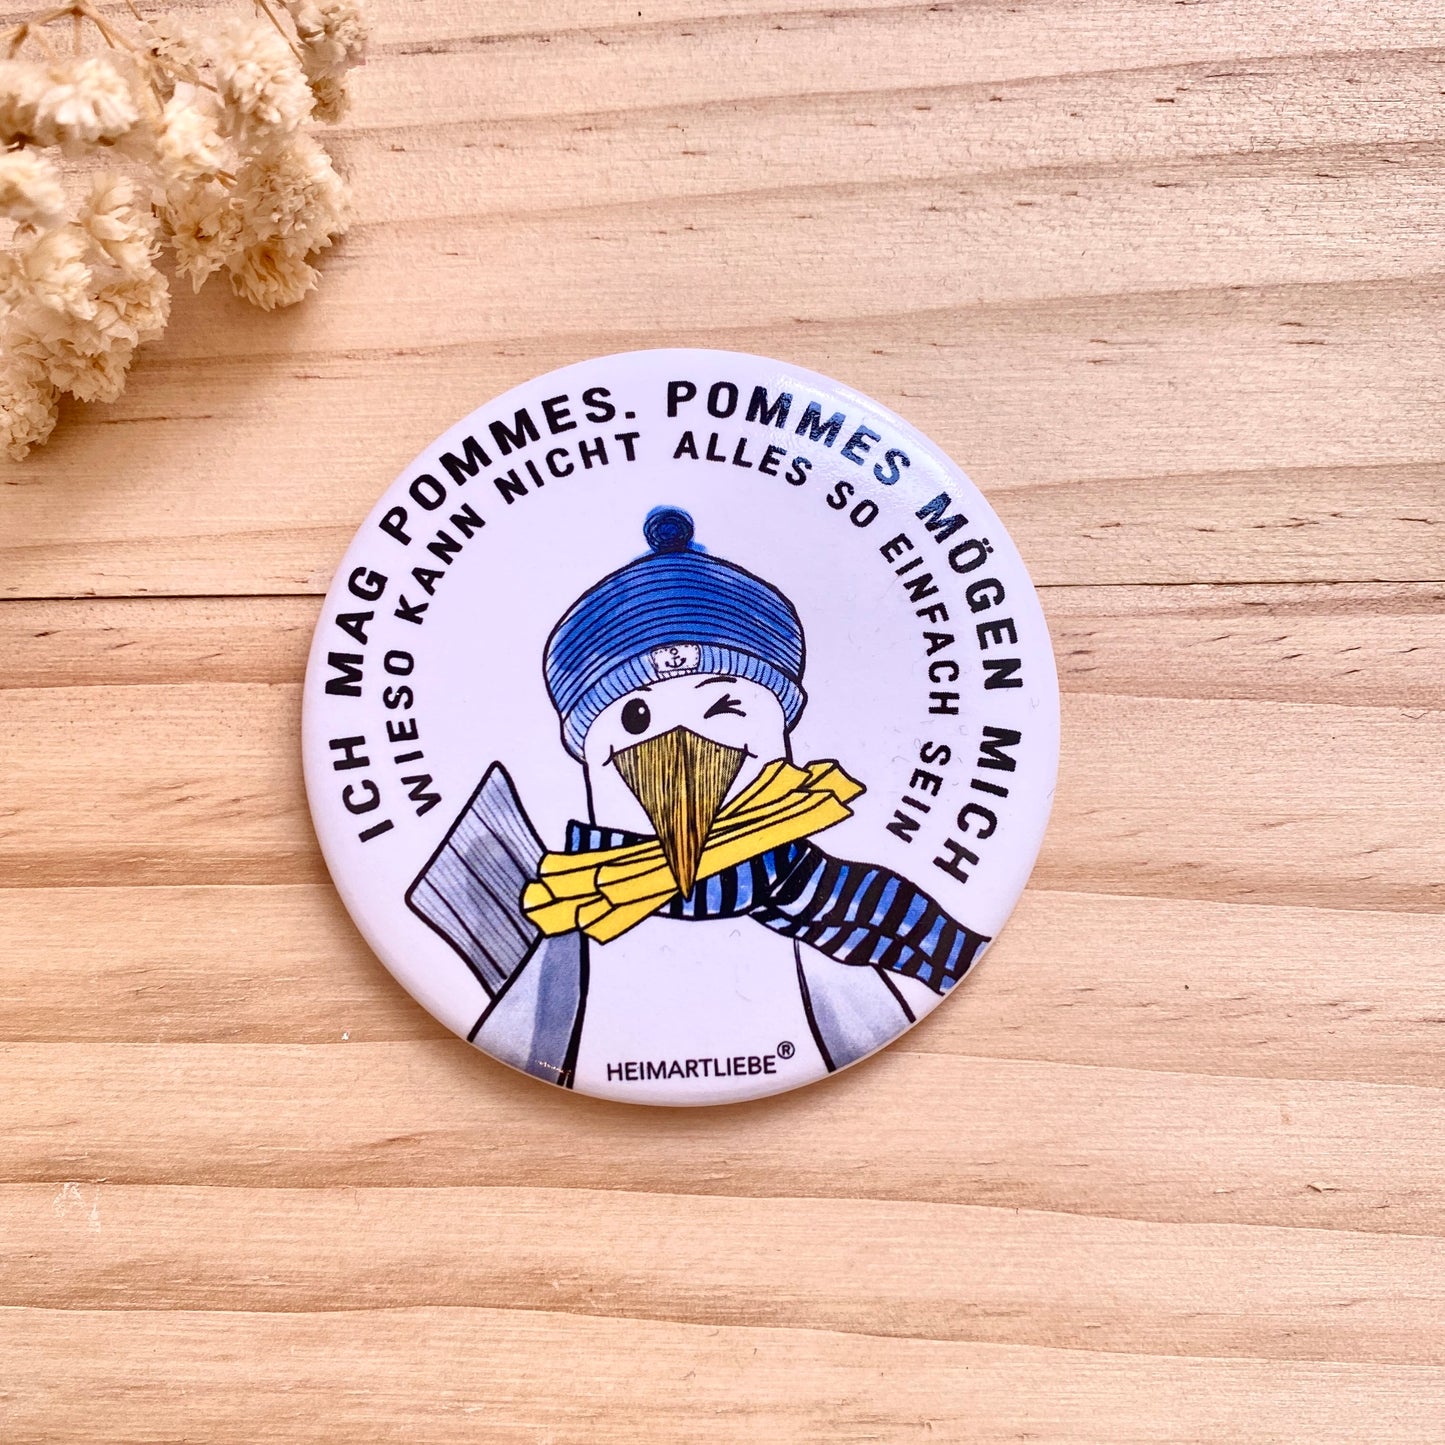 ICH MAG POMMES. POMMES MÖGEN MICH
WIESO KANN NICHT ALLES SO EINFACH SEIN
HEIMARTLIEBE®